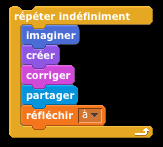 répéter indéfiniment
imaginer
créer
corriger
partager
réfléchir à